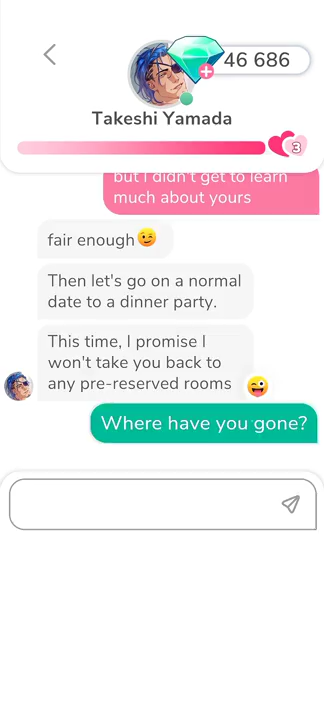 46 686
Takeshi Yamada
3
but I didn't get to learn
much about yours
fair enough😉
Then let's go on a normal
date to a dinner party.
This time, I promise I
won't take you back to
any pre-reserved rooms 😜
Where have you gone?